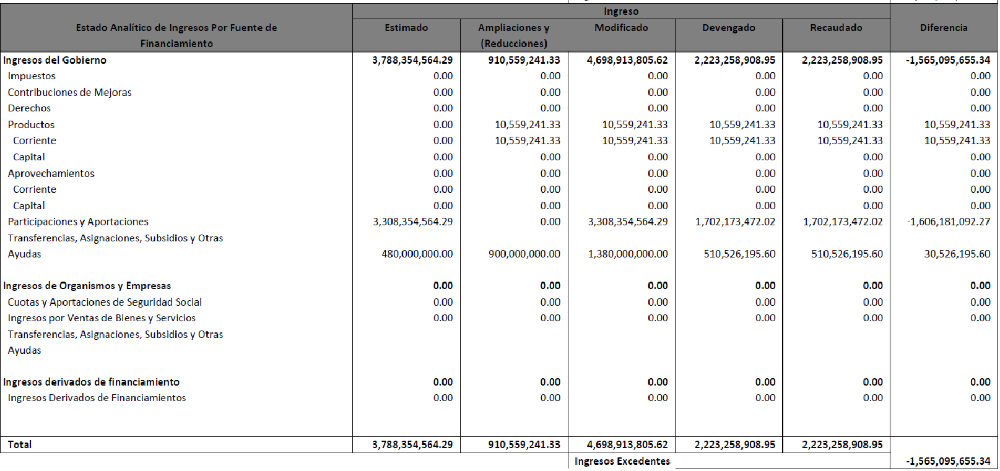 Ingreso
Estado Analítico de Ingresos Por Fuente de Financiamiento Estimado Ampliaciones y (Reducciones) Modificado Devengado Recaudado Diferencia
Ingresos del Gobierno 3,788,354,564.29 910,559,241.33 4,698,913,805.62 2,223,258,908.95 2,223,258,908.95 -1,565,095,655.34
Impuestos 0.00 0.00 0.00 0.00 0.00 0.00
Contribuciones de Mejoras 0.00 0.00 0.00 0.00 0.00 0.00
Derechos 0.00 0.00 0.00 0.00 0.00 0.00
Productos 0.00 10,559,241.33 10,559,241.33 10,559,241.33 10,559,241.33 10,559,241.33
Corriente 0.00 10,559,241.33 10,559,241.33 10,559,241.33 10,559,241.33 10,559,241.33
Capital 0.00 0.00 0.00 0.00 0.00 0.00
Aprovechamientos 0.00 0.00 0.00 0.00 0.00 0.00
Corriente 0.00 0.00 0.00 0.00 0.00 0.00
Capital 0.00 0.00 0.00 0.00 0.00 0.00
Participaciones y Aportaciones 3,308,354,564.29 0.00 3,308,354,564.29 1,702,173,472.02 1,702,173,472.02 -1,606,181,092.27
Transferencias, Asignaciones, Subsidios y Otras
Ayudas 480,000,000.00 900,000,000.00 1,380,000,000.00 510,526,195.60 510,526,195.60 30,526,195.60
Ingresos de Organismos y Empresas 0.00 0.00 0.00 0.00 0.00 0.00
Cuotas y Aportaciones de Seguridad Social 0.00 0.00 0.00 0.00 0.00 0.00
Ingresos por Ventas de Bienes y Servicios 0.00 0.00 0.00 0.00 0.00 0.00
Transferencias, Asignaciones, Subsidios y Otras
Ayudas
Ingresos derivados de financiamiento 0.00 0.00 0.00 0.00 0.00 0.00
Ingresos Derivados de Financiamientos 0.00 0.00 0.00 0.00 0.00 0.00
Total 3,788,354,564.29 910,559,241.33 4,698,913,805.62 2,223,258,908.95 2,223,258,908.95
Ingresos Excedentes -1,565,095,655.34